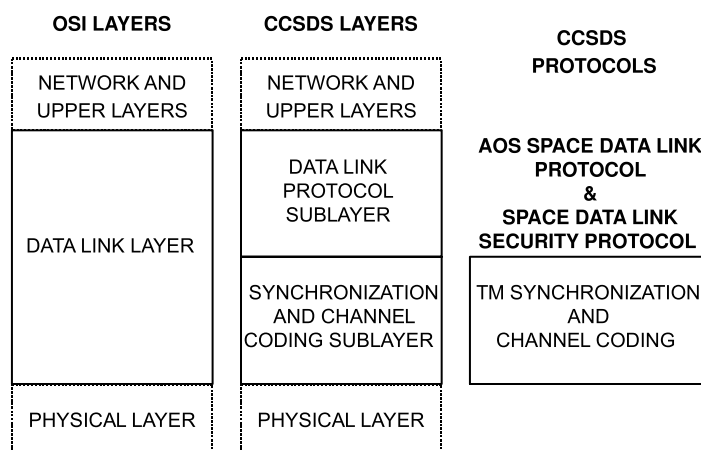 OSI LAYERS
NETWORK AND
UPPER LAYERS
DATA LINK LAYER
PHYSICAL LAYER
CCSDS LAYERS
NETWORK AND
UPPER LAYERS
DATA LINK
PROTOCOL
SUBLAYER
SYNCHRONIZATION
AND CHANNEL
CODING SUBLAYER
PHYSICAL LAYER
CCSDS
PROTOCOLS
AOS SPACE DATA LINK
PROTOCOL
&
SPACE DATA LINK
SECURITY PROTOCOL
TM SYNCHRONIZATION
AND
CHANNEL CODING